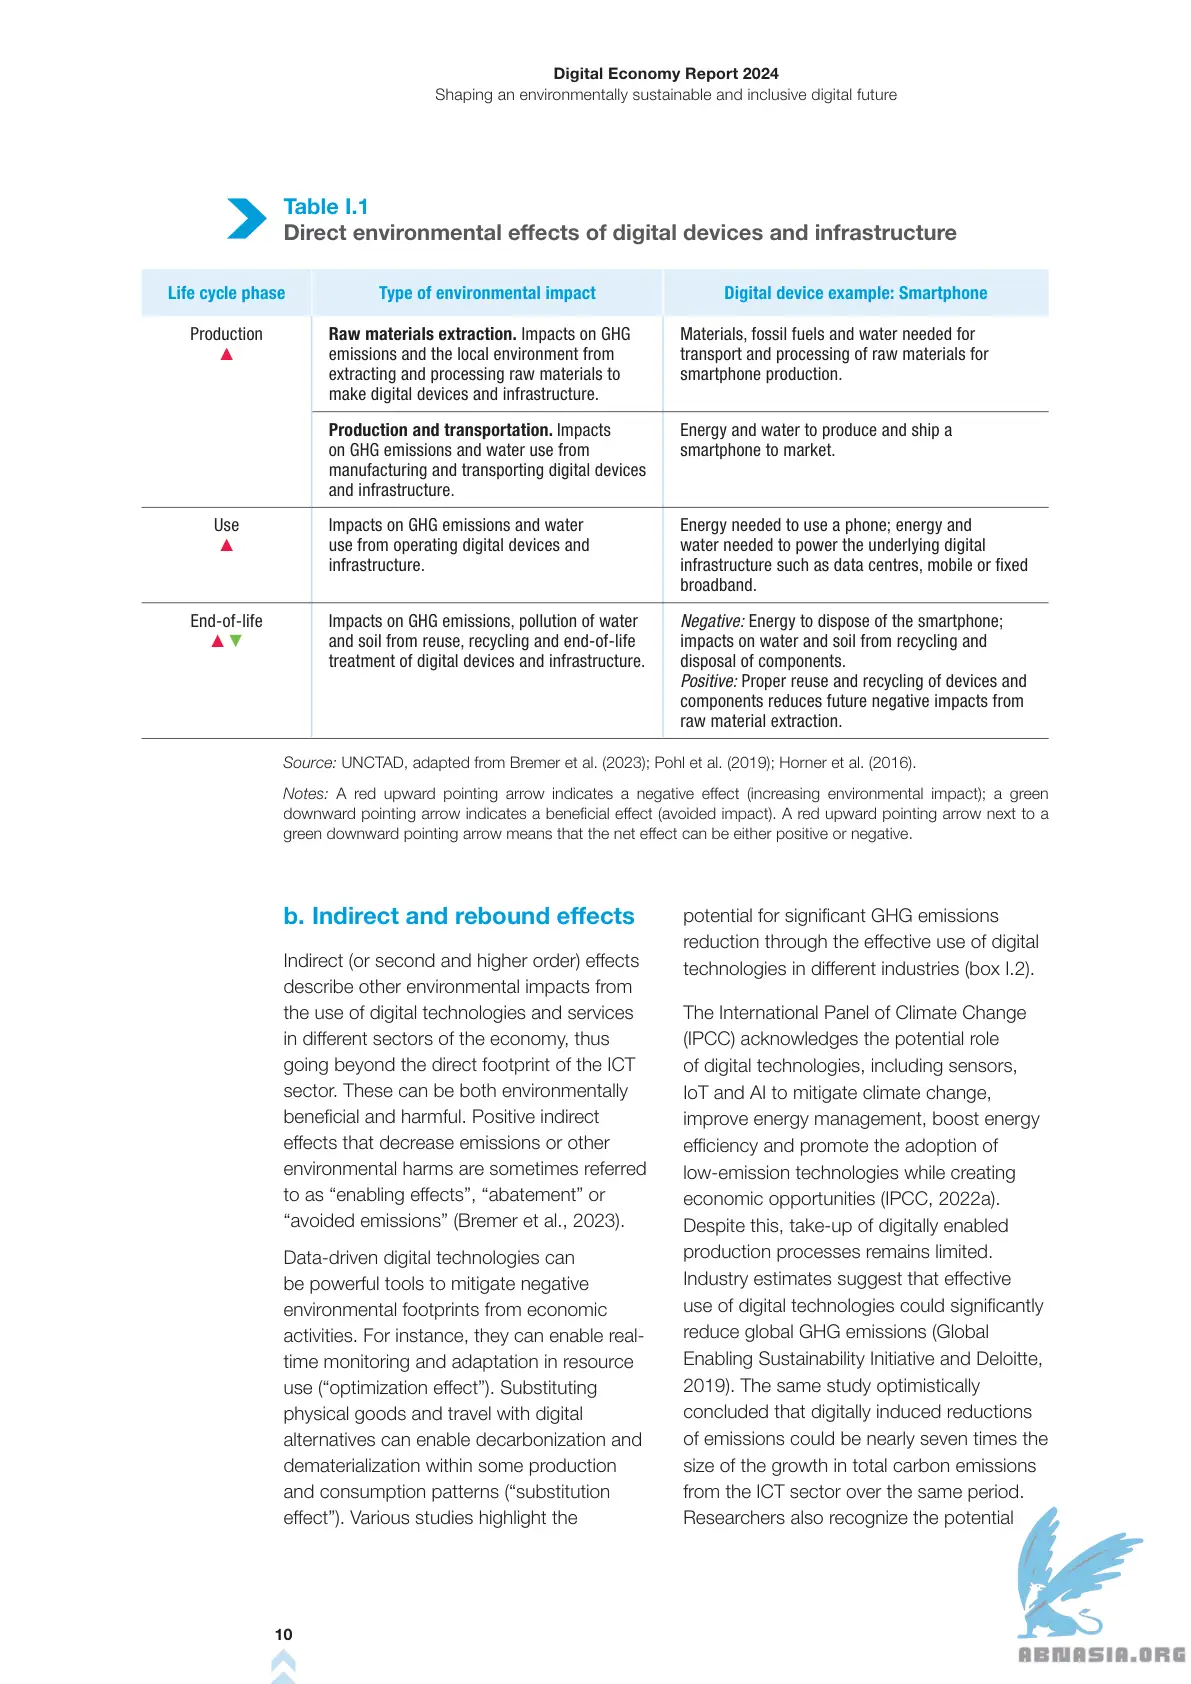 Digital Economy Report 2024
Shaping an environmentally sustainable and inclusive digital future
Table I.1
Direct environmental effects of digital devices and infrastructure
Life cycle phase
Type of environmental impact
Digital device example: Smartphone
Production
Raw materials extraction. Impacts on GHG
emissions and the local environment from
extracting and processing raw materials to
make digital devices and infrastructure.
Materials, fossil fuels and water needed for
transport and processing of raw materials for
smartphone production.
Production and transportation. Impacts
on GHG emissions and water use from
manufacturing and transporting digital devices
and infrastructure.
Energy and water to produce and ship a
smartphone to market.
Use
Impacts on GHG emissions and water
use from operating digital devices and
infrastructure.
Energy needed to use a phone; energy and
water needed to power the underlying digital
infrastructure such as data centres, mobile or fixed
broadband.
End-of-life
Impacts on GHG emissions, pollution of water
and soil from reuse, recycling and end-of-life
treatment of digital devices and infrastructure.
Negative: Energy to dispose of the smartphone;
impacts on water and soil from recycling and
disposal of components.
Positive: Proper reuse and recycling of devices and
components reduces future negative impacts from
raw material extraction.
Source: UNCTAD, adapted from Bremer et al. (2023); Pohl et al. (2019); Horner et al. (2016).
Notes: A red upward pointing arrow indicates a negative effect (increasing environmental impact); a green
downward pointing arrow indicates a beneficial effect (avoided impact). A red upward pointing arrow next to a
green downward pointing arrow means that the net effect can be either positive or negative.
b. Indirect and rebound effects
Indirect (or second and higher order) effects
describe other environmental impacts from
the use of digital technologies and services
in different sectors of the economy, thus
going beyond the direct footprint of the ICT
sector. These can be both environmentally
beneficial and harmful. Positive indirect
effects that decrease emissions or other
environmental harms are sometimes referred
to as “enabling effects”, “abatement” or
“avoided emissions” (Bremer et al., 2023).
Data-driven digital technologies can
be powerful tools to mitigate negative
environmental footprints from economic
activities. For instance, they can enable real-
time monitoring and adaptation in resource
use (“optimization effect”). Substituting
physical goods and travel with digital
alternatives can enable decarbonization and
dematerialization within some production
and consumption patterns (“substitution
effect”). Various studies highlight the
potential for significant GHG emissions
reduction through the effective use of digital
technologies in different industries (box I.2).
The International Panel of Climate Change
(IPCC) acknowledges the potential role
of digital technologies, including sensors,
IoT and AI to mitigate climate change,
improve energy management, boost energy
efficiency and promote the adoption of
low-emission technologies while creating
economic opportunities (IPCC, 2022a).
Despite this, take-up of digitally enabled
production processes remains limited.
Industry estimates suggest that effective
use of digital technologies could significantly
reduce global GHG emissions (Global
Enabling Sustainability Initiative and Deloitte,
2019). The same study optimistically
concluded that digitally induced reductions
of emissions could be nearly seven times the
size of the growth in total carbon emissions
from the ICT sector over the same period.
Researchers also recognize the potential
10
ABNASIA.ORG